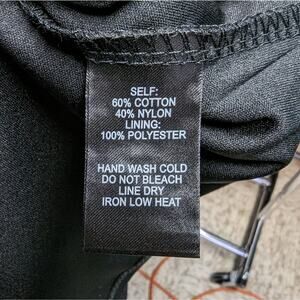 SELF:
60% COTTON
40% NYLON
LINING:
100% POLYESTER
HAND WASH COLD
DO NOT BLEACH
LINE DRY
IRON LOW HEAT